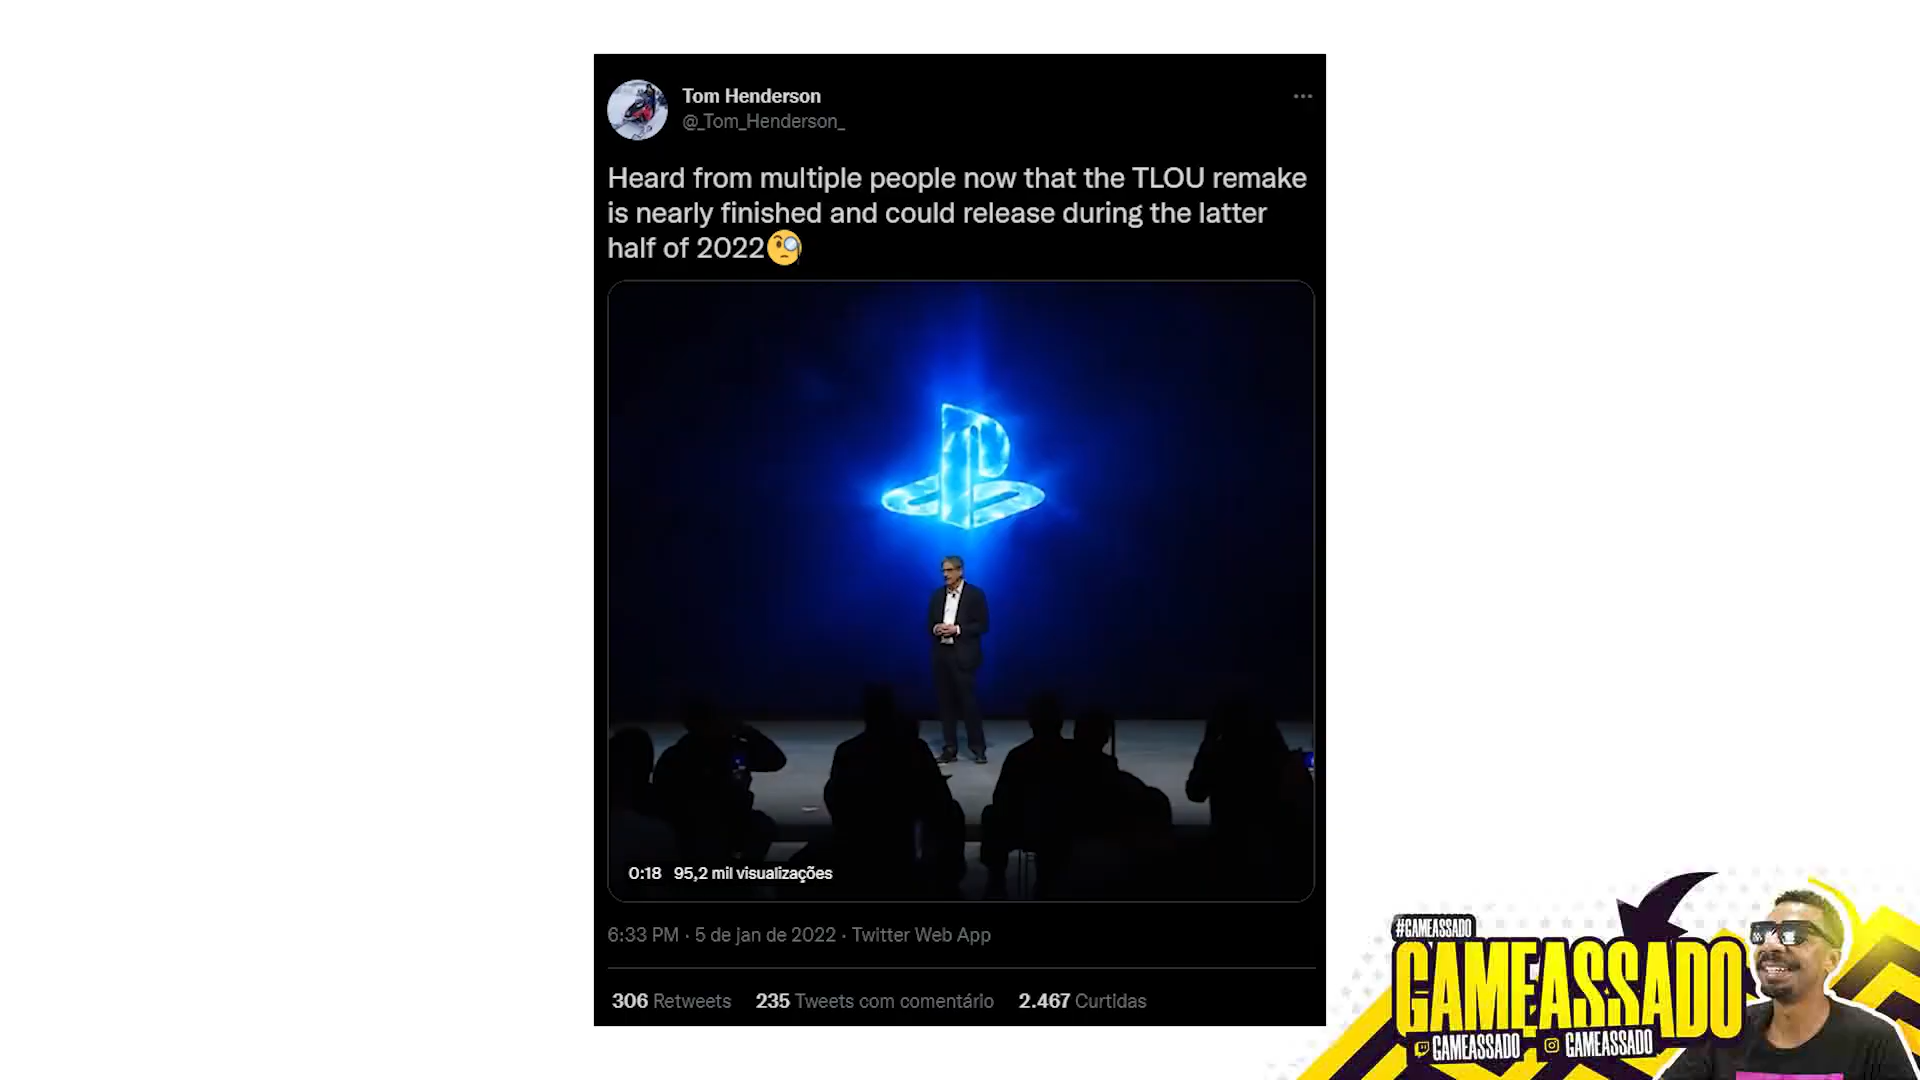 Tom Henderson
@_Tom_Henderson_
Heard from multiple people now that the TLOU remake
is nearly finished and could release during the latter
half of 2022🧐
0:18 95,2 mil visualizações
6:33 PM · 5 de jan de 2022 · Twitter Web App
306 Retweets 235 Tweets com comentário 2.467 Curtidas
#GAMEASSADO
GAMEASSADO
GAMEASSADO GAMEASSADO